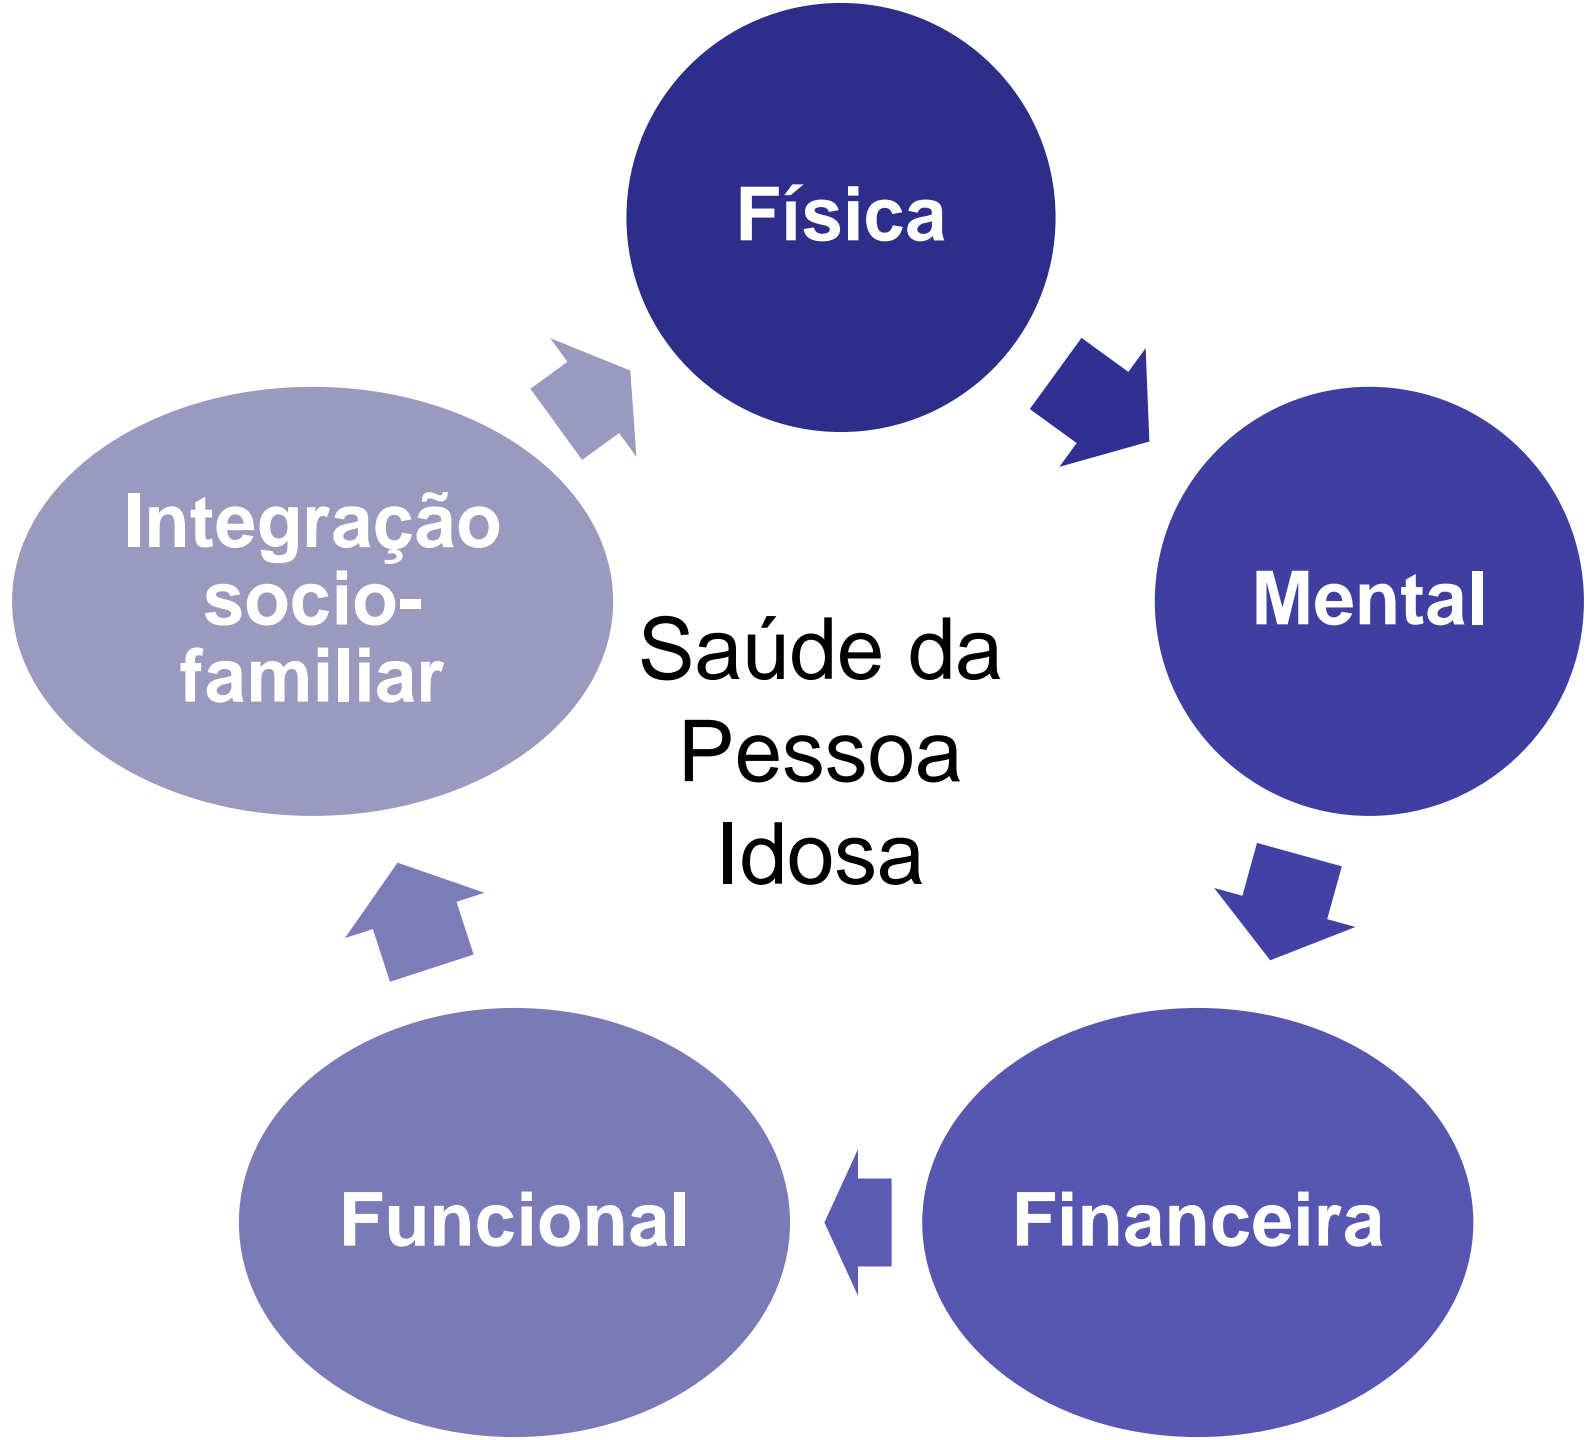 Física
Mental
Financeira
Funcional
Integração
socio-
familiar
Saúde da
Pessoa
Idosa